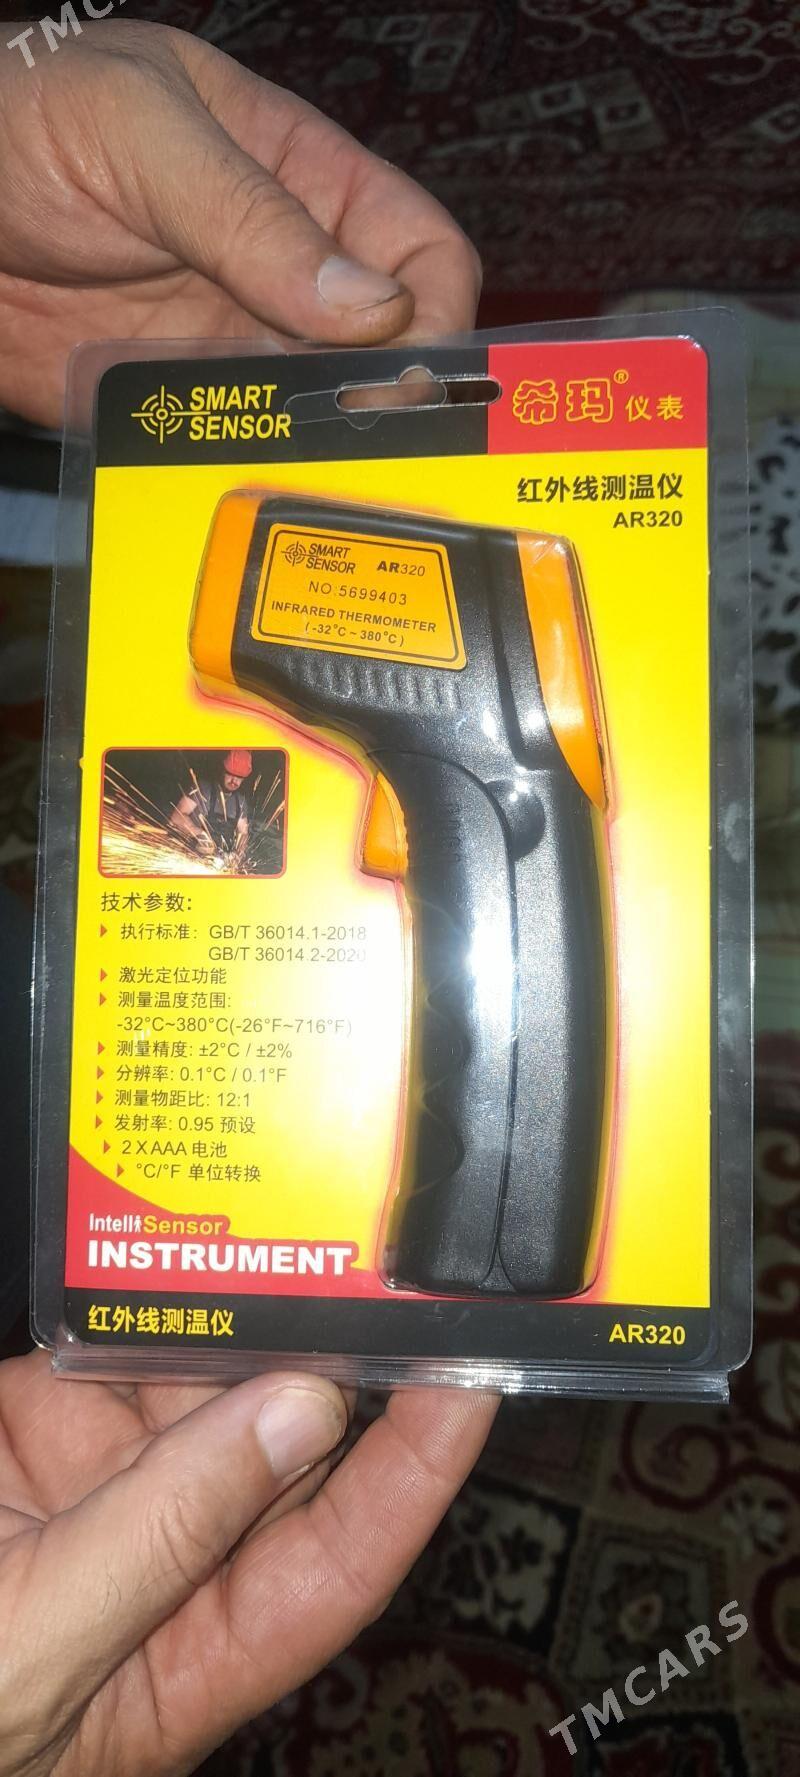 TMCARS
SMART
SENSOR
希玛® 仪表
红外线测温仪
AR320
SMART
SENSOR AR320
NO:5699403
INFRARED THERMOMETER
(-32°C~380°C)
技术参数:
执行标准: GB/T 36014.1-2018
GB/T 36014.2-2020
激光定位功能
测量温度范围:
-32°C~380°C(-26°F~716°F)
测量精度: ±2°C / ±2%
分辨率: 0.1°C / 0.1°F
测量物距比: 12:1
发射率: 0.95 预设
2 X AAA 电池
°C/°F 单位转换
IntelliSensor
INSTRUMENT
红外线测温仪
AR320
TMCARS